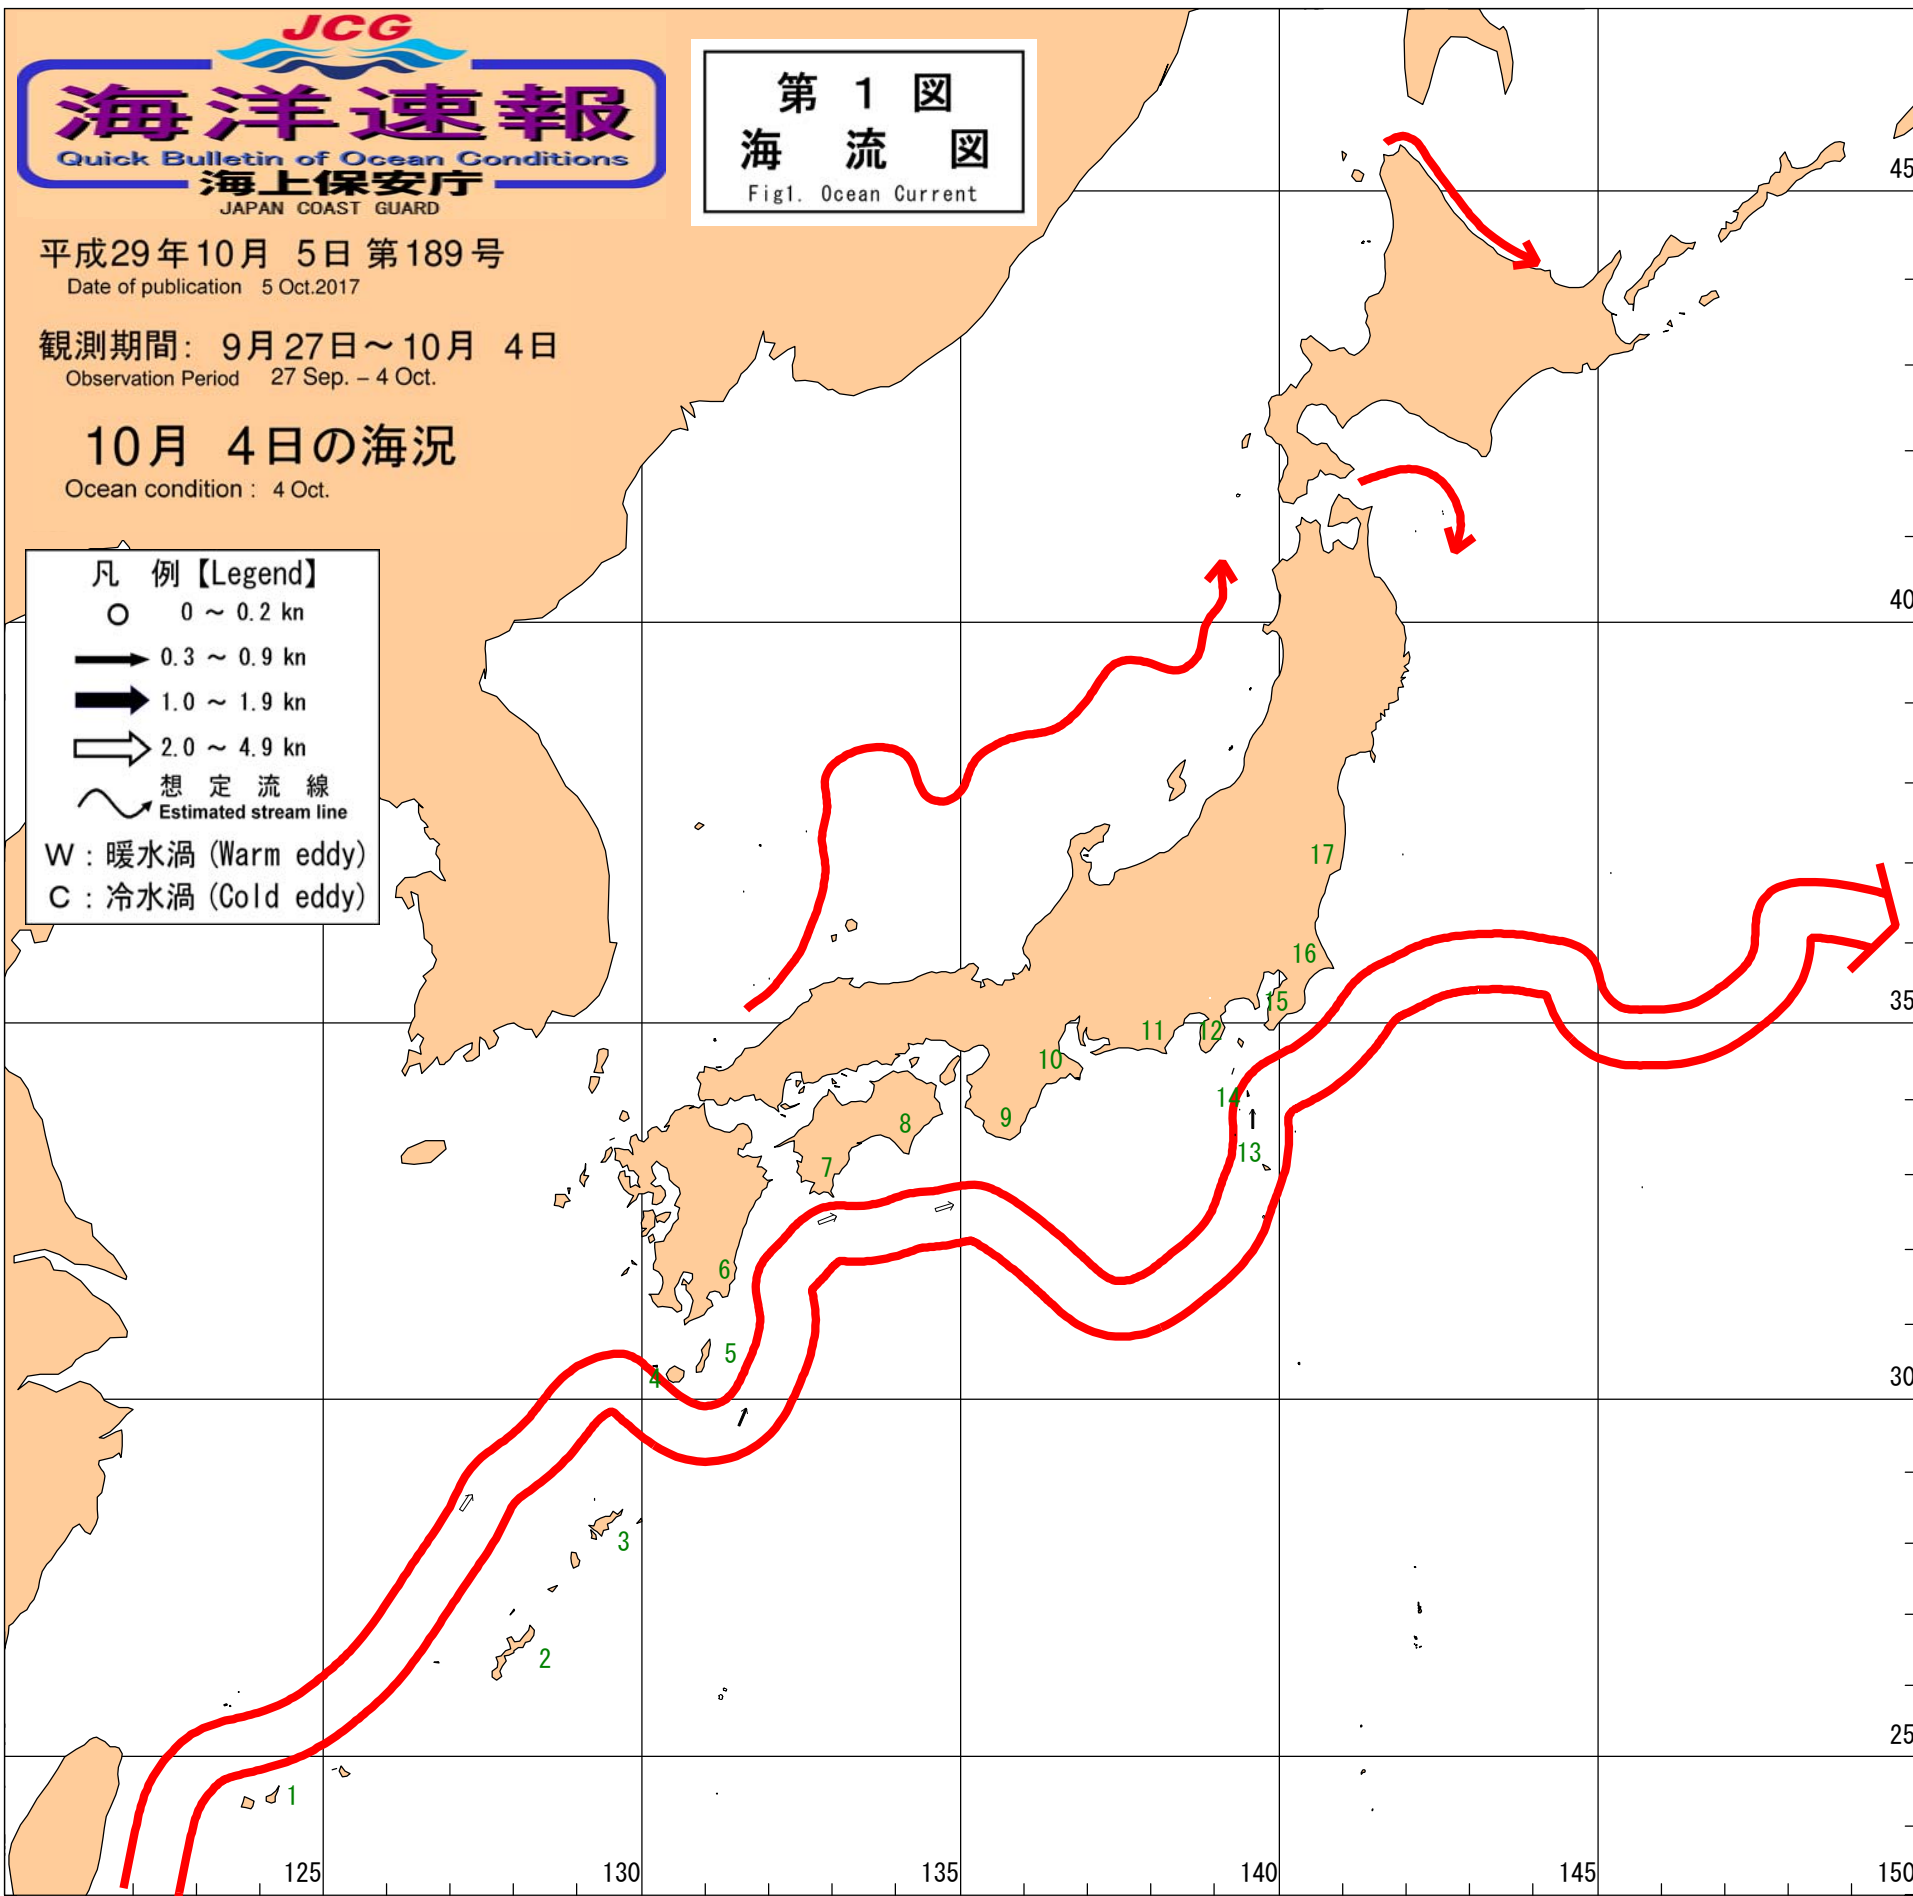 JCG
海洋速報
Quick Bulletin of Ocean Conditions
海上保安庁
JAPAN COAST GUARD
第 1 図
海 流 図
Fig1. Ocean Current
平成29年10月 5日 第189号
Date of publication 5 Oct.2017
観測期間: 9月27日~10月 4日
Observation Period 27 Sep. – 4 Oct.
10月 4日の海況
Ocean condition : 4 Oct.
凡 例【Legend】
0 ~ 0.2 kn
0.3 ~ 0.9 kn
1.0 ~ 1.9 kn
2.0 ~ 4.9 kn
想 定 流 線
Estimated stream line
W : 暖水渦 (Warm eddy)
C : 冷水渦 (Cold eddy)
45
40
35
30
25
17
16
15
12
11
10
14
9
8
13
7
6
5
4
3
2
1
125
130
135
140
145
150